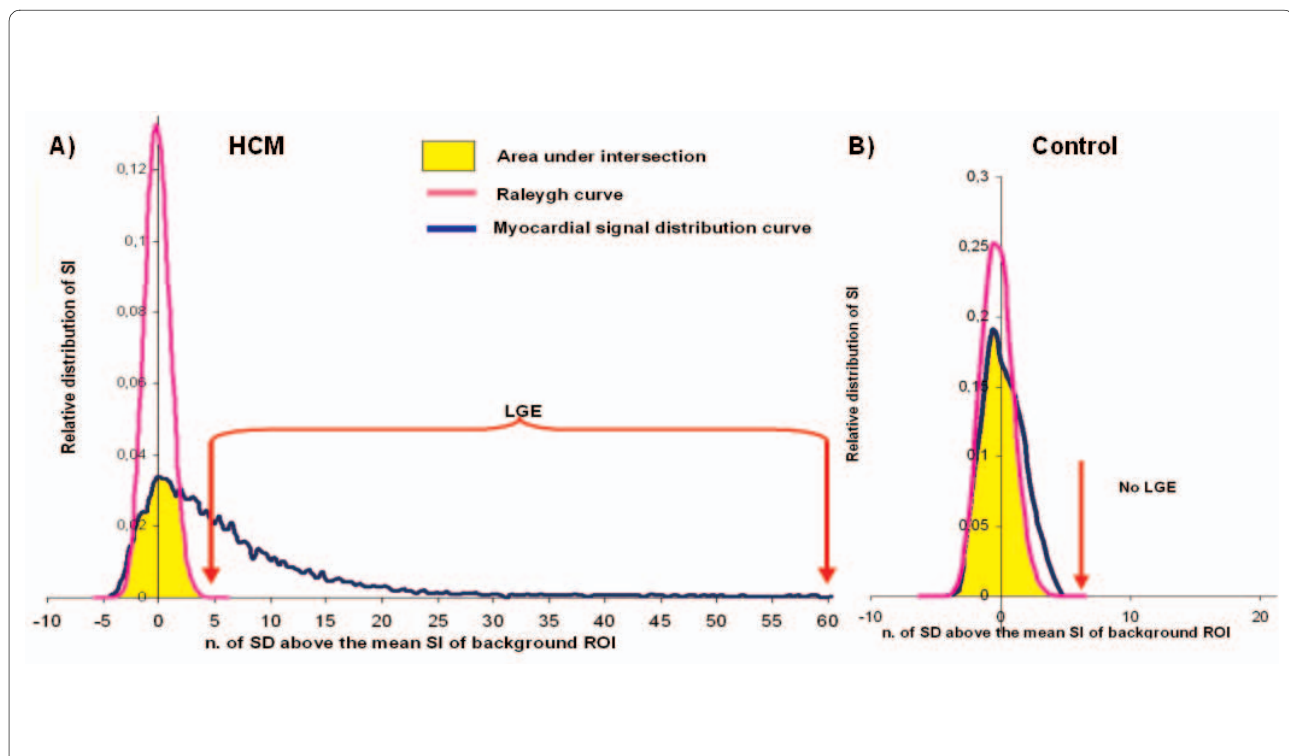 A)
HCM
Area under intersection
Raleygh curve
Myocardial signal distribution curve
Relative distribution of SI
0,12
0,1
0,08
0,06
0,04
0,02
0
LGE
-10 -5 0 5 10 15 20 25 30 35 40 45 50 55 60
n. of SD above the mean SI of background ROI
B)
Control
Relative distribution of SI
0,3
0,25
0,2
0,15
0,1
0,05
0
No LGE
-10 0 10 20
n. of SD above the mean SI of background ROI